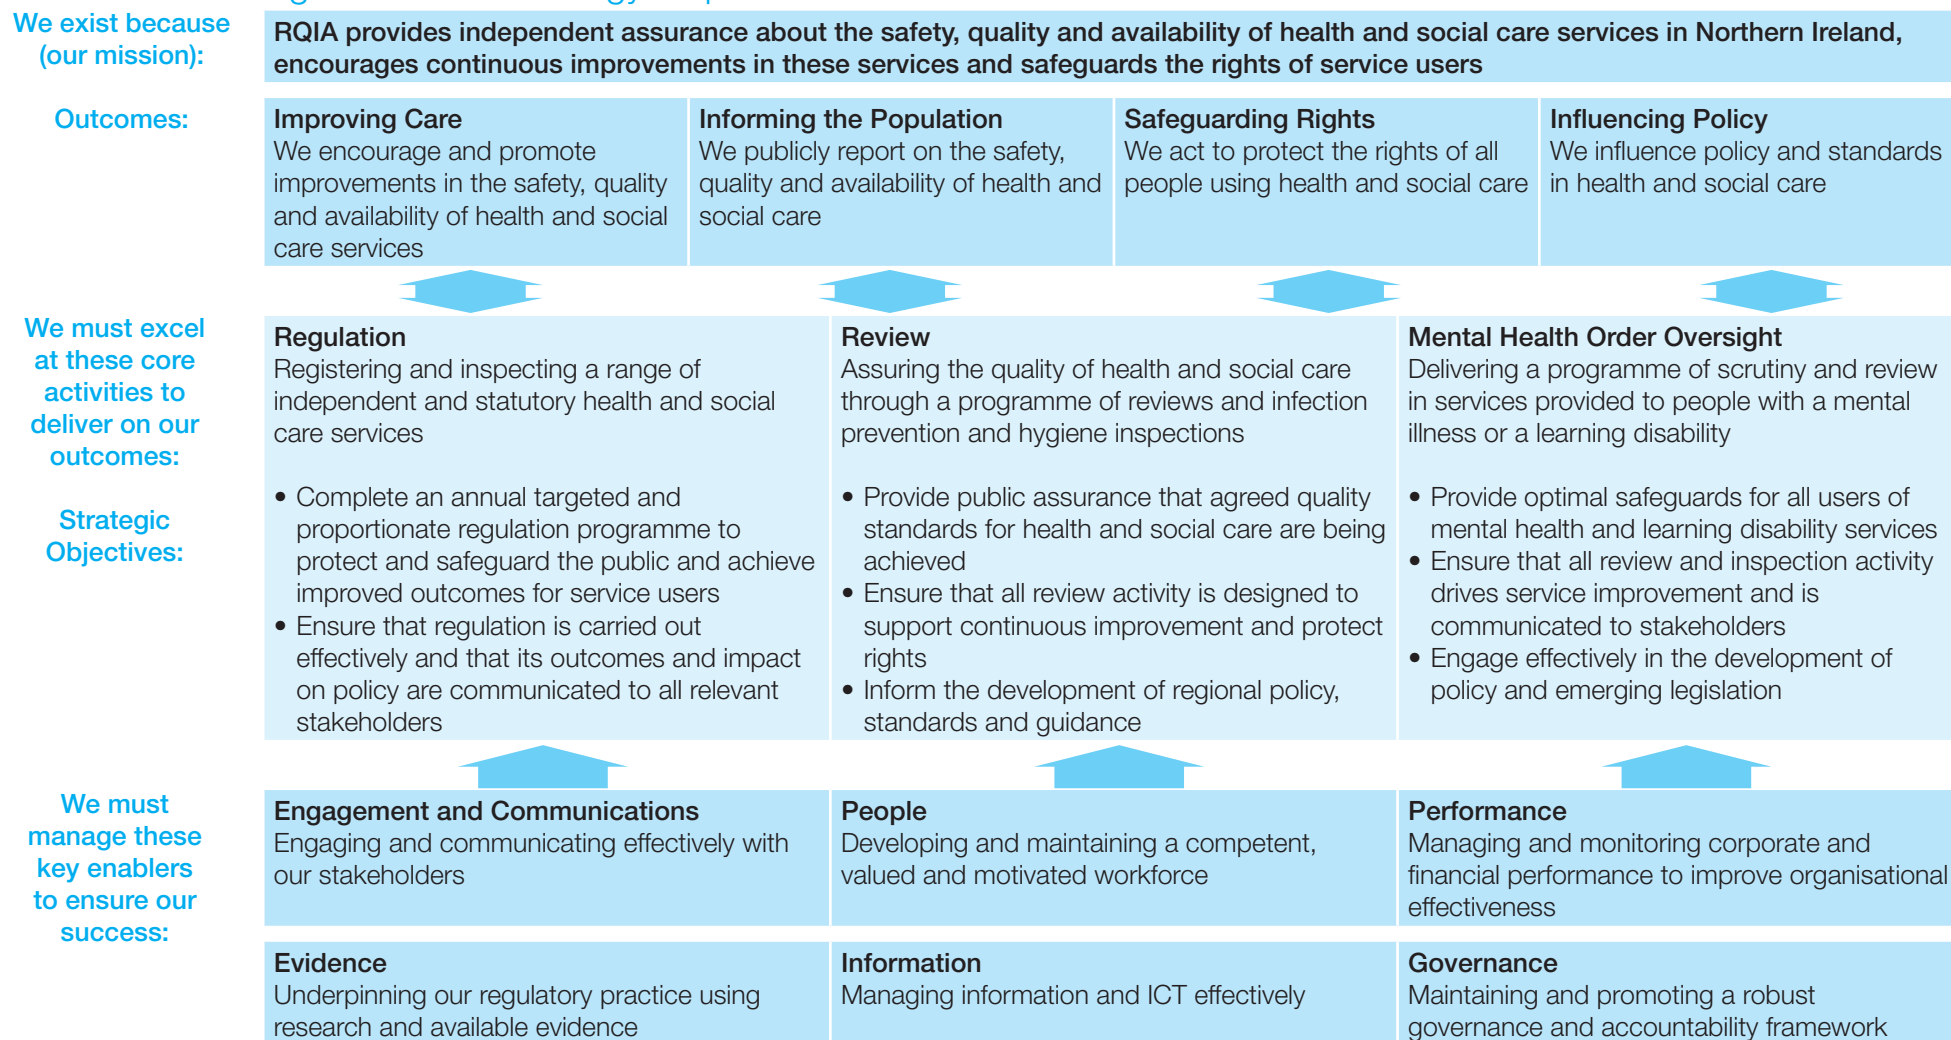 We exist because
(our mission):
RQIA provides independent assurance about the safety, quality and availability of health and social care services in Northern Ireland,
encourages continuous improvements in these services and safeguards the rights of service users
Outcomes:
Improving Care
We encourage and promote
improvements in the safety, quality
and availability of health and social
care services
Informing the Population
We publicly report on the safety,
quality and availability of health and
social care
Safeguarding Rights
We act to protect the rights of all
people using health and social care
Influencing Policy
We influence policy and standards
in health and social care
We must excel
at these core
activities to
deliver on our
outcomes:
Strategic
Objectives:
Regulation
Registering and inspecting a range of
independent and statutory health and social
care services
• Complete an annual targeted and
proportionate regulation programme to
protect and safeguard the public and achieve
improved outcomes for service users
• Ensure that regulation is carried out
effectively and that its outcomes and impact
on policy are communicated to all relevant
stakeholders
Review
Assuring the quality of health and social care
through a programme of reviews and infection
prevention and hygiene inspections
• Provide public assurance that agreed quality
standards for health and social care are being
achieved
• Ensure that all review activity is designed to
support continuous improvement and protect
rights
• Inform the development of regional policy,
standards and guidance
Mental Health Order Oversight
Delivering a programme of scrutiny and review
in services provided to people with a mental
illness or a learning disability
• Provide optimal safeguards for all users of
mental health and learning disability services
• Ensure that all review and inspection activity
drives service improvement and is
communicated to stakeholders
• Engage effectively in the development of
policy and emerging legislation
We must
manage these
key enablers
to ensure our
success:
Engagement and Communications
Engaging and communicating effectively with
our stakeholders
People
Developing and maintaining a competent,
valued and motivated workforce
Performance
Managing and monitoring corporate and
financial performance to improve organisational
effectiveness
Evidence
Underpinning our regulatory practice using
research and available evidence
Information
Managing information and ICT effectively
Governance
Maintaining and promoting a robust
governance and accountability framework